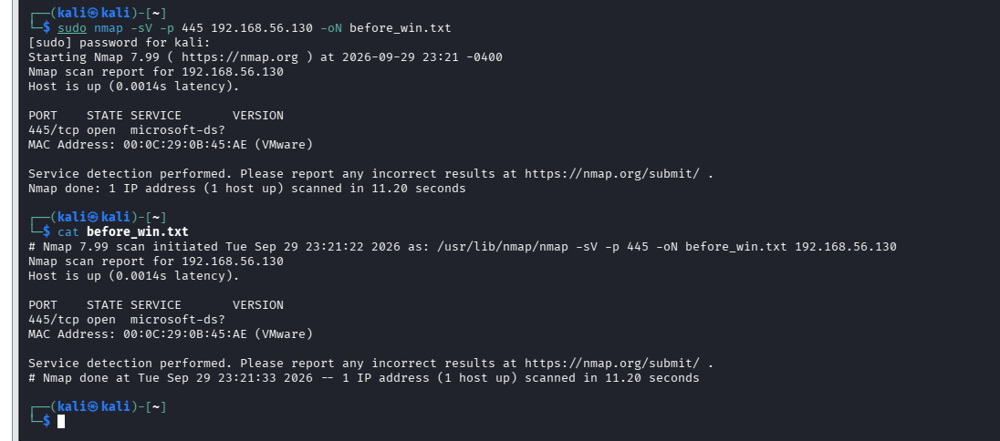 ┌──(kali㉿kali)-[~]
└─$ sudo nmap -sV -p 445 192.168.56.130 -oN before_win.txt
[sudo] password for kali:
Starting Nmap 7.99 ( https://nmap.org ) at 2026-09-29 23:21 -0400
Nmap scan report for 192.168.56.130
Host is up (0.0014s latency).

PORT    STATE SERVICE       VERSION
445/tcp open  microsoft-ds?
MAC Address: 00:0C:29:0B:45:AE (VMware)

Service detection performed. Please report any incorrect results at https://nmap.org/submit/ .
Nmap done: 1 IP address (1 host up) scanned in 11.20 seconds

┌──(kali㉿kali)-[~]
└─$ cat before_win.txt
# Nmap 7.99 scan initiated Tue Sep 29 23:21:22 2026 as: /usr/lib/nmap/nmap -sV -p 445 -oN before_win.txt 192.168.56.130
Nmap scan report for 192.168.56.130
Host is up (0.0014s latency).

PORT    STATE SERVICE       VERSION
445/tcp open  microsoft-ds?
MAC Address: 00:0C:29:0B:45:AE (VMware)

Service detection performed. Please report any incorrect results at https://nmap.org/submit/ .
# Nmap done at Tue Sep 29 23:21:33 2026 -- 1 IP address (1 host up) scanned in 11.20 seconds

┌──(kali㉿kali)-[~]
└─$